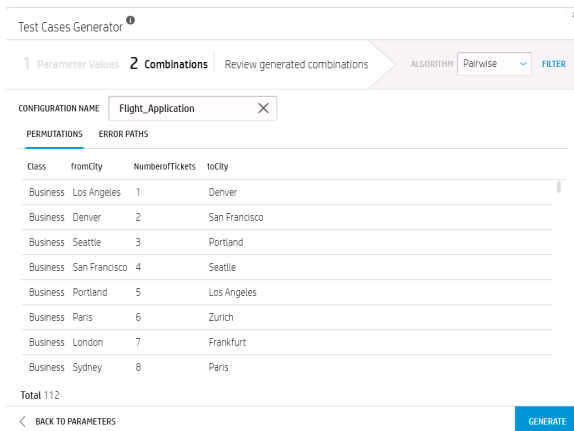 Test Cases Generator
1 Parameter Values 2 Combinations Review generated combinations ALGORITHM Pairwise FILTER
CONFIGURATION NAME Flight_Application
PERMUTATIONS ERROR PATHS
Class fromCity NumberofTickets toCity
Business Los Angeles 1 Denver
Business Denver 2 San Francisco
Business Seattle 3 Portland
Business San Francisco 4 Seatlle
Business Portland 5 Los Angeles
Business Paris 6 Zurich
Business London 7 Frankfurt
Business Sydney 8 Paris
Total 112
BACK TO PARAMETERS GENERATE